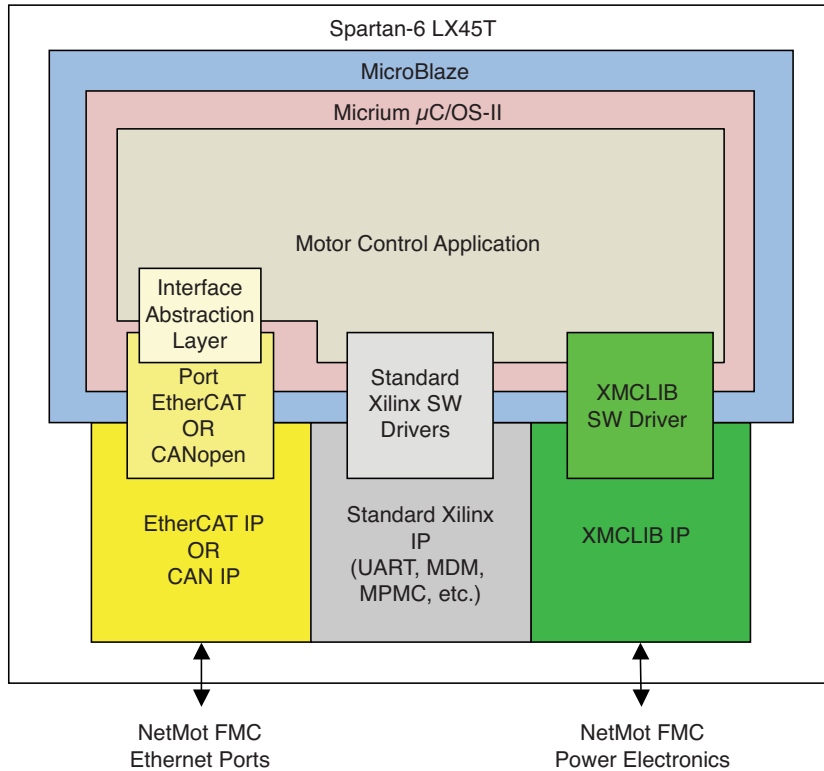 Spartan-6 LX45T
MicroBlaze
Micrium µC/OS-II
Motor Control Application
Interface
Abstraction
Layer
Port
EtherCAT
OR
CANopen
Standard
Xilinx SW
Drivers
XMCLIB
SW Driver
EtherCAT IP
OR
CAN IP
Standard Xilinx
IP
(UART, MDM,
MPMC, etc.)
XMCLIB IP
NetMot FMC
Ethernet Ports
NetMot FMC
Power Electronics